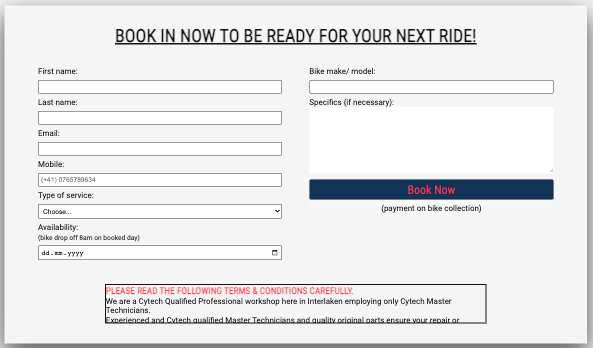 BOOK IN NOW TO BE READY FOR YOUR NEXT RIDE!
First name:
Last name:
Email:
Mobile:
(+41) 0765789634
Type of service:
Choose...
Availability:
(bike drop off 8am on booked day)
dd.mm.yyyy
Bike make/ model:
Specifics (if necessary):
Book Now
(payment on bike collection)
PLEASE READ THE FOLLOWING TERMS & CONDITIONS CAREFULLY.
We are a Cytech Qualified Professional workshop here in Interlaken employing only Cytech Master
Technicians.
Experienced and Cytech qualified Master Technicians and quality original parts ensure your repair or